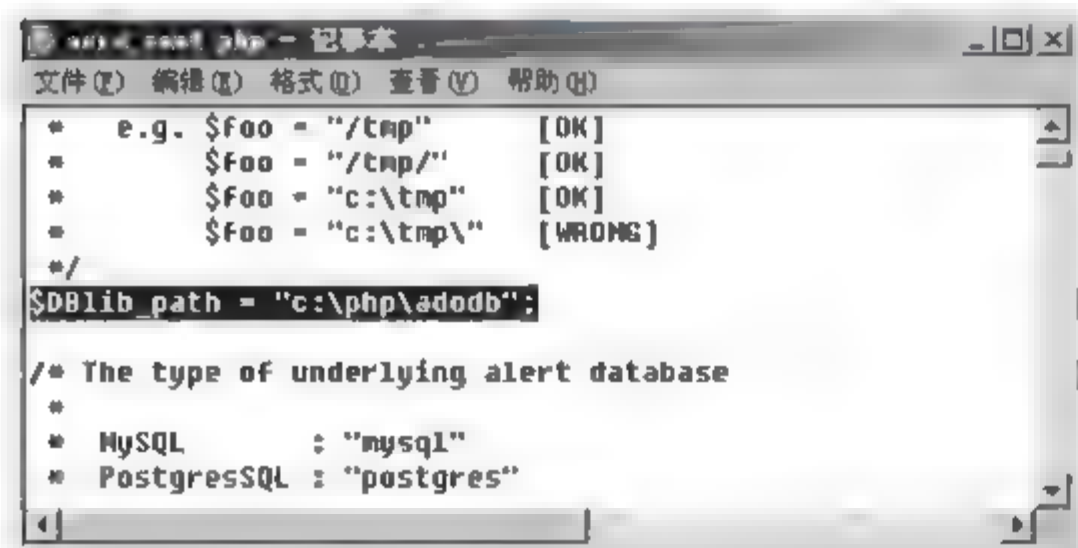 - 记事本
文件(F) 编辑(E) 格式(O) 查看(V) 帮助(H)
* e.g. $foo = "/tmp" [OK]
* $foo = "/tmp/" [OK]
* $foo = "c:\tmp" [OK]
* $foo = "c:\tmp\" [WRONG]
*/
$DBlib_path = "c:\php\adodb";
/* The type of underlying alert database
*
* MySQL : "mysql"
* PostgresSQL : "postgres"